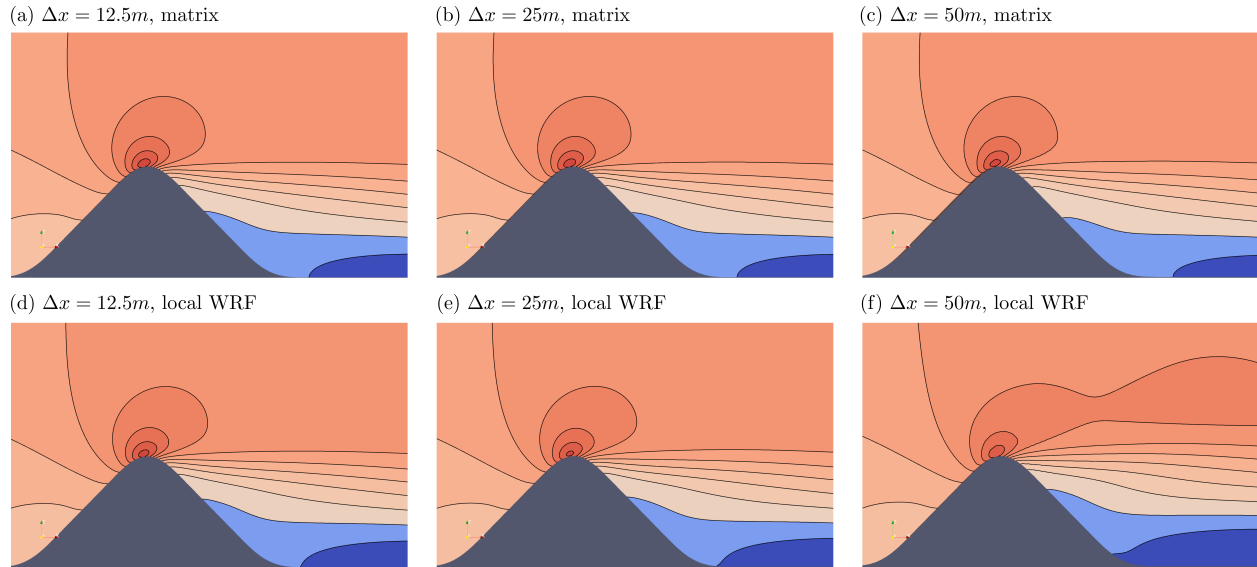 (a) Δx = 12.5m, matrix
(b) Δx = 25m, matrix
(c) Δx = 50m, matrix
(d) Δx = 12.5m, local WRF
(e) Δx = 25m, local WRF
(f) Δx = 50m, local WRF